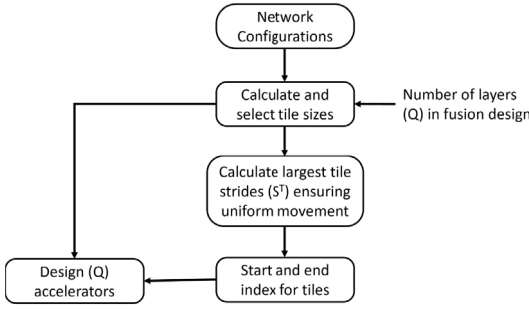 Network
Configurations
Calculate and
select tile sizes
Number of layers
(Q) in fusion design
Calculate largest tile
strides (Sᵀ) ensuring
uniform movement
Design (Q)
accelerators
Start and end
index for tiles